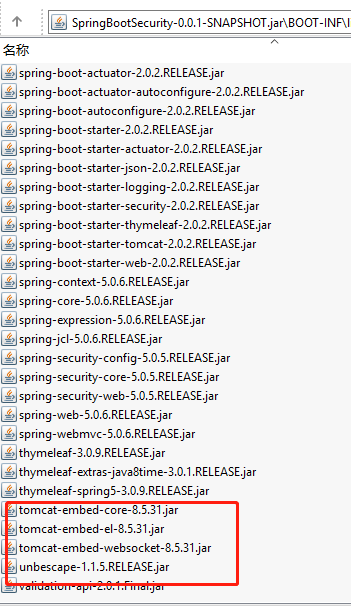 SpringBootSecurity-0.0.1-SNAPSHOT.jar\BOOT-INF\
名称
spring-boot-actuator-2.0.2.RELEASE.jar
spring-boot-actuator-autoconfigure-2.0.2.RELEASE.jar
spring-boot-autoconfigure-2.0.2.RELEASE.jar
spring-boot-starter-2.0.2.RELEASE.jar
spring-boot-starter-actuator-2.0.2.RELEASE.jar
spring-boot-starter-json-2.0.2.RELEASE.jar
spring-boot-starter-logging-2.0.2.RELEASE.jar
spring-boot-starter-security-2.0.2.RELEASE.jar
spring-boot-starter-thymeleaf-2.0.2.RELEASE.jar
spring-boot-starter-tomcat-2.0.2.RELEASE.jar
spring-boot-starter-web-2.0.2.RELEASE.jar
spring-context-5.0.6.RELEASE.jar
spring-core-5.0.6.RELEASE.jar
spring-expression-5.0.6.RELEASE.jar
spring-jcl-5.0.6.RELEASE.jar
spring-security-config-5.0.5.RELEASE.jar
spring-security-core-5.0.5.RELEASE.jar
spring-security-web-5.0.5.RELEASE.jar
spring-web-5.0.6.RELEASE.jar
spring-webmvc-5.0.6.RELEASE.jar
thymeleaf-3.0.9.RELEASE.jar
thymeleaf-extras-java8time-3.0.1.RELEASE.jar
thymeleaf-spring5-3.0.9.RELEASE.jar
tomcat-embed-core-8.5.31.jar
tomcat-embed-el-8.5.31.jar
tomcat-embed-websocket-8.5.31.jar
unbescape-1.1.5.RELEASE.jar
validation-api-2.0.1.Final.jar